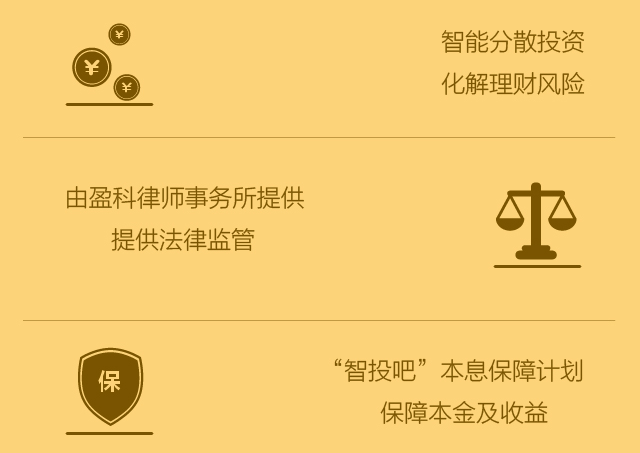 ¥
¥
¥
智能分散投资
化解理财风险
由盈科律师事务所提供
提供法律监管
保
“智投吧”本息保障计划
保障本金及收益